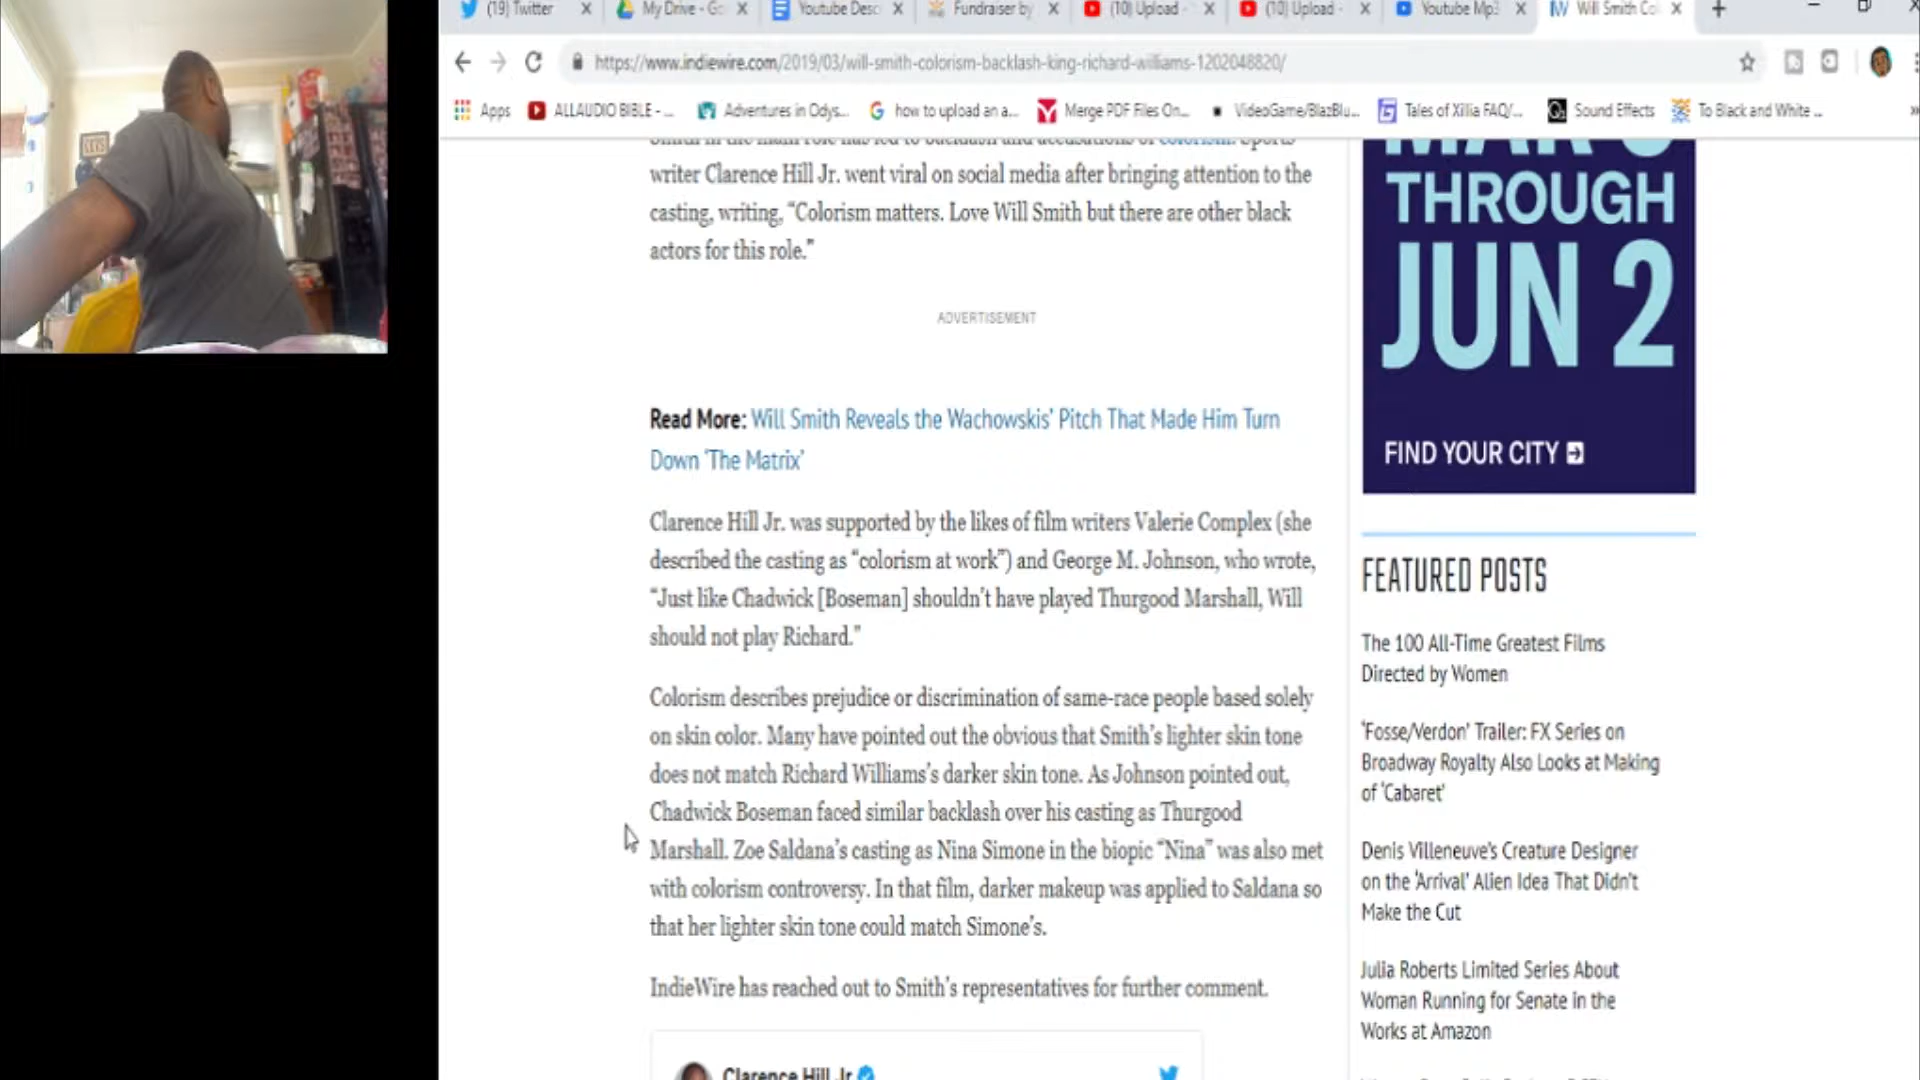 (19) Twitter
My Drive - Go
Youtube Desc
Fundraiser by
(10) Upload -
(10) Upload -
Youtube Mp3
Will Smith Co
https://www.indiewire.com/2019/03/will-smith-colorism-backlash-king-richard-williams-1202048820/
Apps
ALLAUDIO BIBLE - ...
Adventures in Odys...
how to upload an a...
Merge PDF Files On...
VideoGame/BlazBlu...
Tales of Xillia FAQ/...
Sound Effects
To Black and White ...
Smith in the main role has led to backlash and accusations of colorism. Sports
writer Clarence Hill Jr. went viral on social media after bringing attention to the
casting, writing, “Colorism matters. Love Will Smith but there are other black
actors for this role.”
ADVERTISEMENT
Read More: Will Smith Reveals the Wachowskis’ Pitch That Made Him Turn
Down ‘The Matrix’
Clarence Hill Jr. was supported by the likes of film writers Valerie Complex (she
described the casting as “colorism at work”) and George M. Johnson, who wrote,
“Just like Chadwick [Boseman] shouldn’t have played Thurgood Marshall, Will
should not play Richard.”
Colorism describes prejudice or discrimination of same-race people based solely
on skin color. Many have pointed out the obvious that Smith’s lighter skin tone
does not match Richard Williams’s darker skin tone. As Johnson pointed out,
Chadwick Boseman faced similar backlash over his casting as Thurgood
Marshall. Zoe Saldana’s casting as Nina Simone in the biopic “Nina” was also met
with colorism controversy. In that film, darker makeup was applied to Saldana so
that her lighter skin tone could match Simone’s.
IndieWire has reached out to Smith’s representatives for further comment.
Clarence Hill Jr
THROUGH
JUN 2
FIND YOUR CITY
FEATURED POSTS
The 100 All-Time Greatest Films
Directed by Women
‘Fosse/Verdon’ Trailer: FX Series on
Broadway Royalty Also Looks at Making
of ‘Cabaret’
Denis Villeneuve’s Creature Designer
on the ‘Arrival’ Alien Idea That Didn’t
Make the Cut
Julia Roberts Limited Series About
Woman Running for Senate in the
Works at Amazon